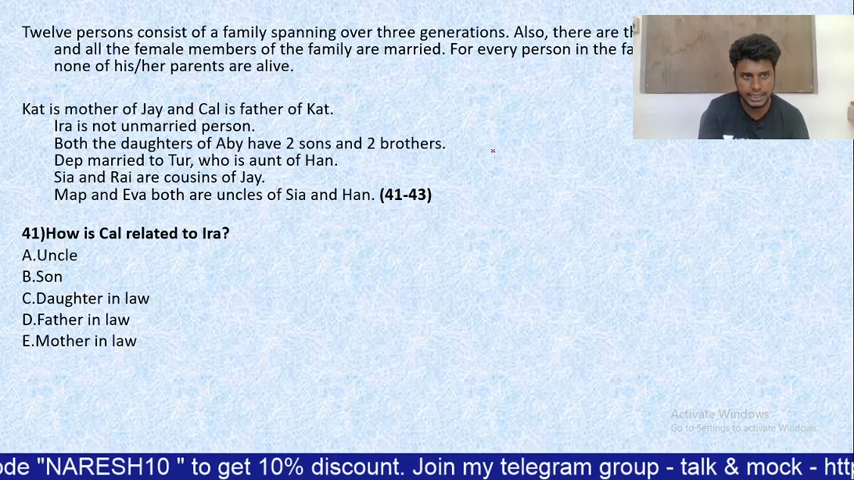 Twelve persons consist of a family spanning over three generations. Also, there are
and all the female members of the family are married. For every person in the
none of his/her parents are alive.
Kat is mother of Jay and Cal is father of Kat.
Ira is not unmarried person.
Both the daughters of Aby have 2 sons and 2 brothers.
Dep married to Tur, who is aunt of Han.
Sia and Rai are cousins of Jay.
Map and Eva both are uncles of Sia and Han. (41-43)
41)How is Cal related to Ira?
A.Uncle
B.Son
C.Daughter in law
D.Father in law
E.Mother in law
Activate Windows
Go to Settings to activate Windows.
"NARESH10 " to get 10% discount. Join my telegram group - talk & mock -